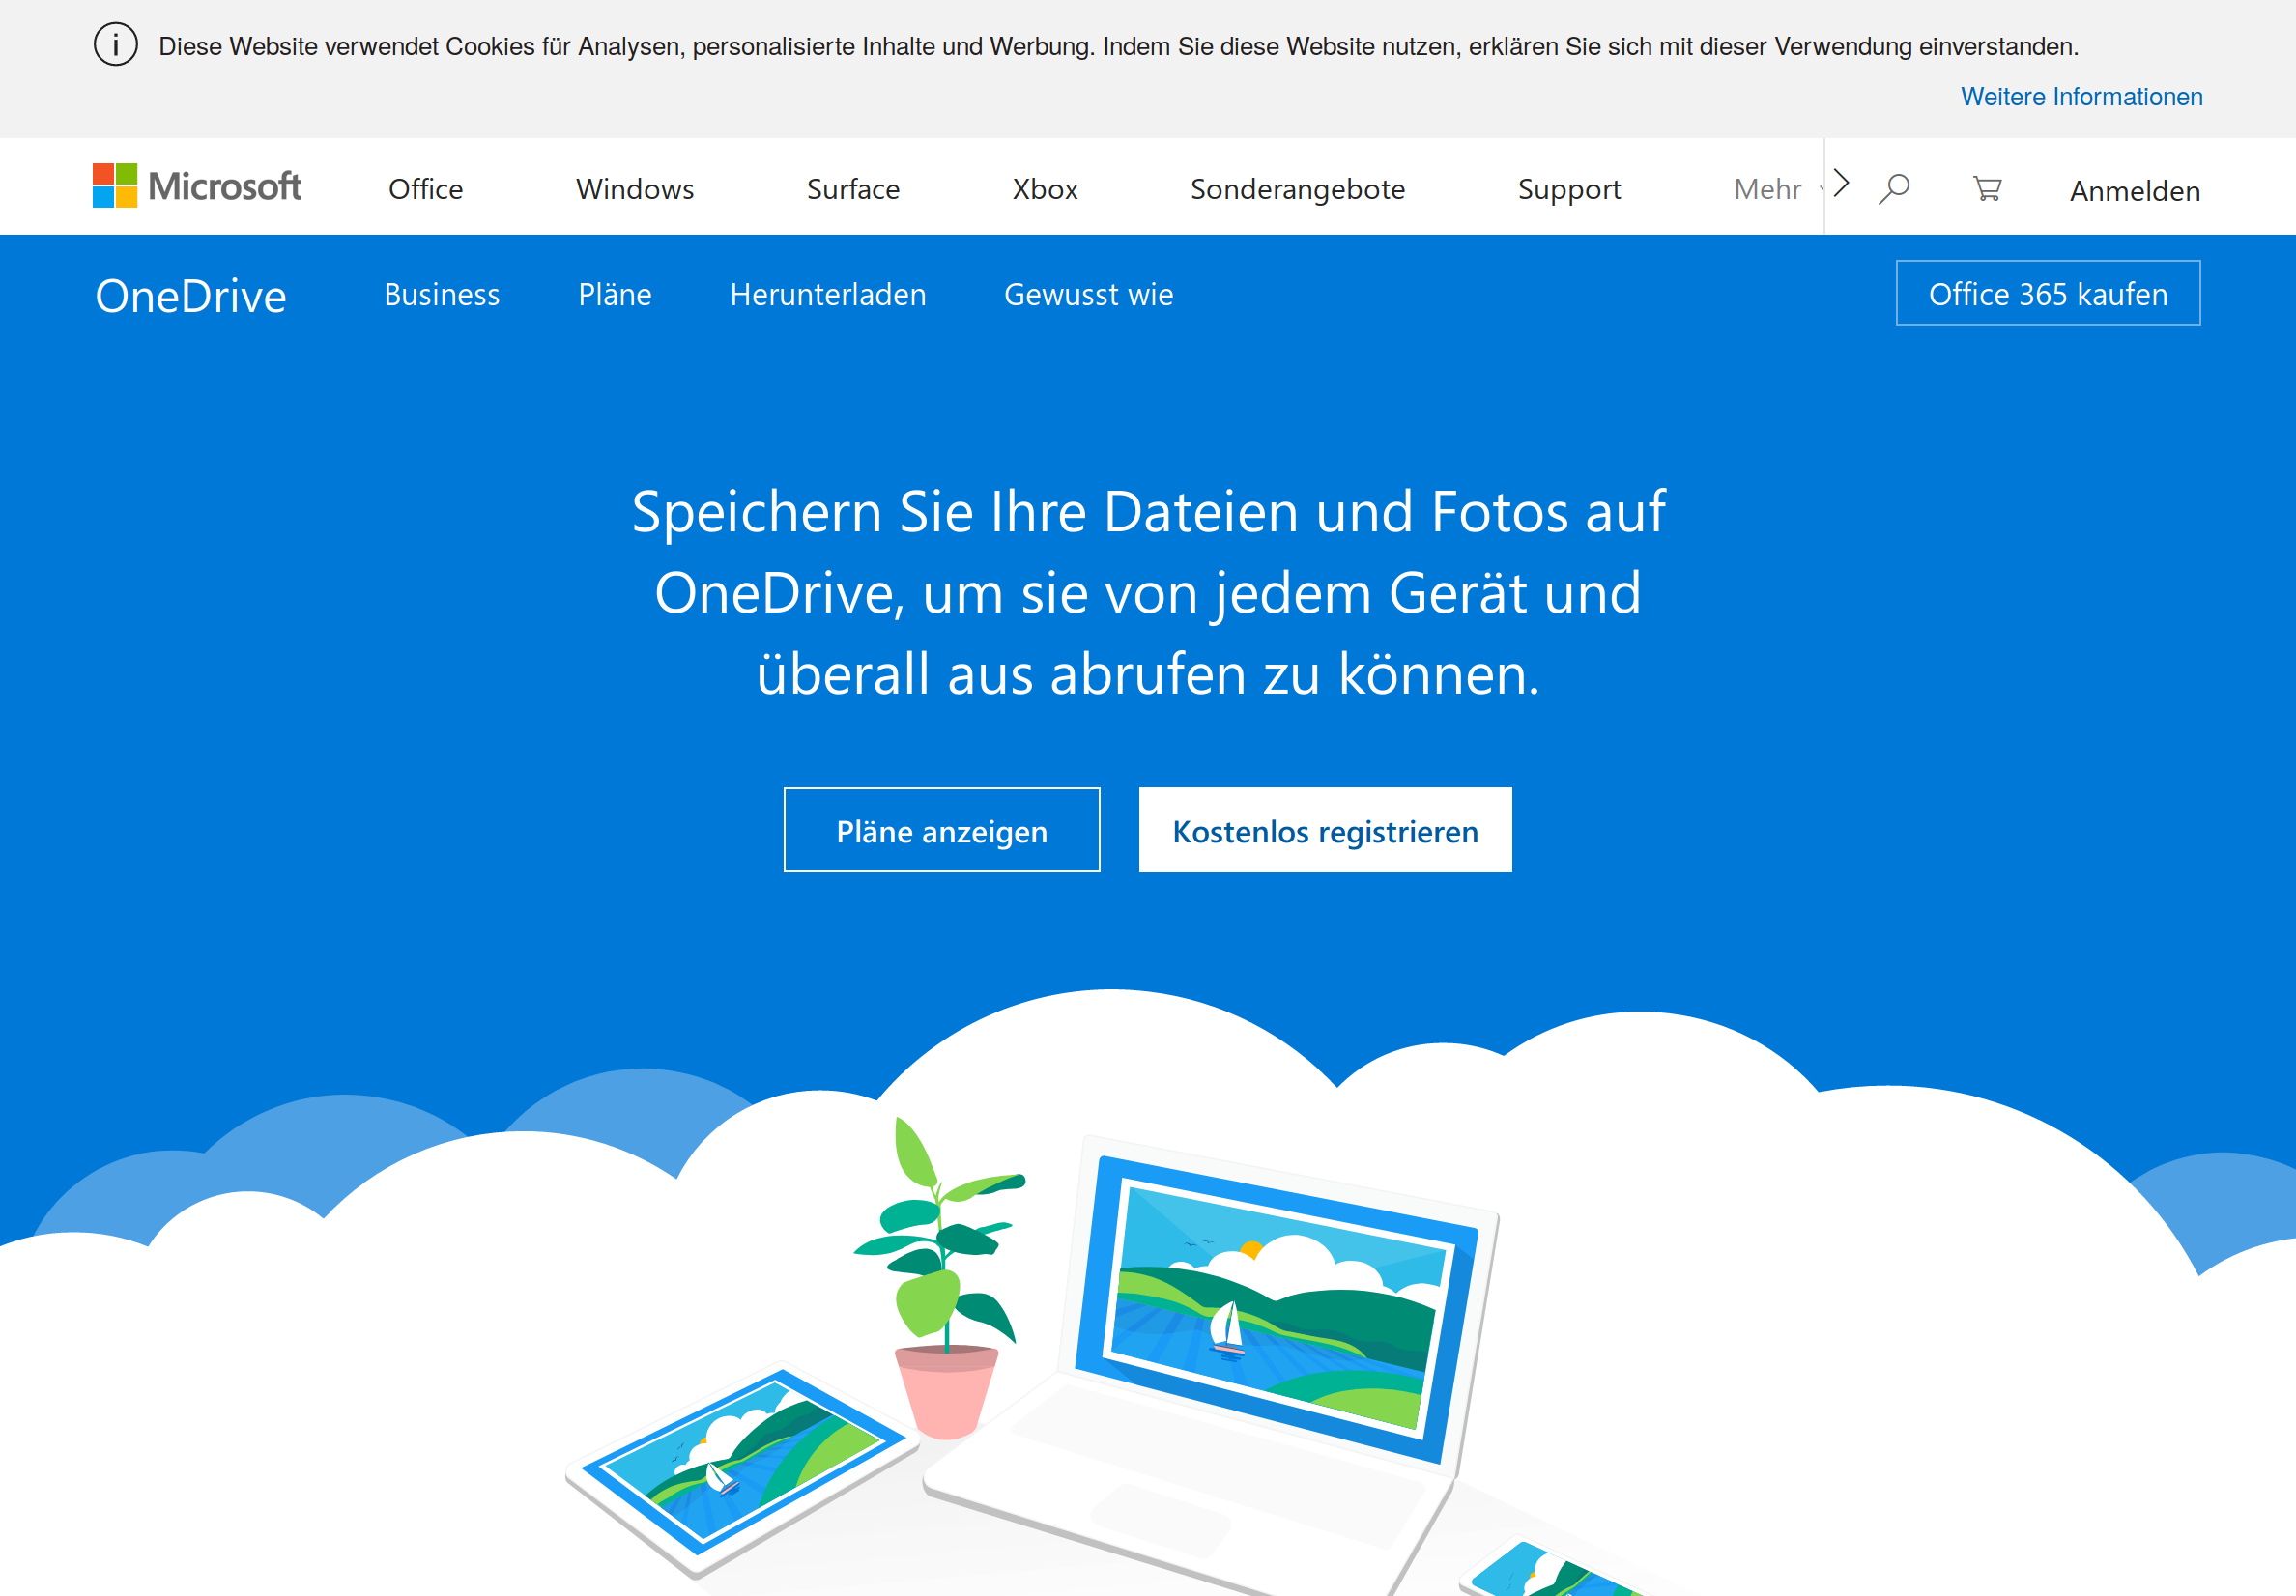 Diese Website verwendet Cookies für Analysen, personalisierte Inhalte und Werbung. Indem Sie diese Website nutzen, erklären Sie sich mit dieser Verwendung einverstanden.
Weitere Informationen
Microsoft Office Windows Surface Xbox Sonderangebote Support Mehr Anmelden
OneDrive Business Pläne Herunterladen Gewusst wie Office 365 kaufen
Speichern Sie Ihre Dateien und Fotos auf
OneDrive, um sie von jedem Gerät und
überall aus abrufen zu können.
Pläne anzeigen Kostenlos registrieren